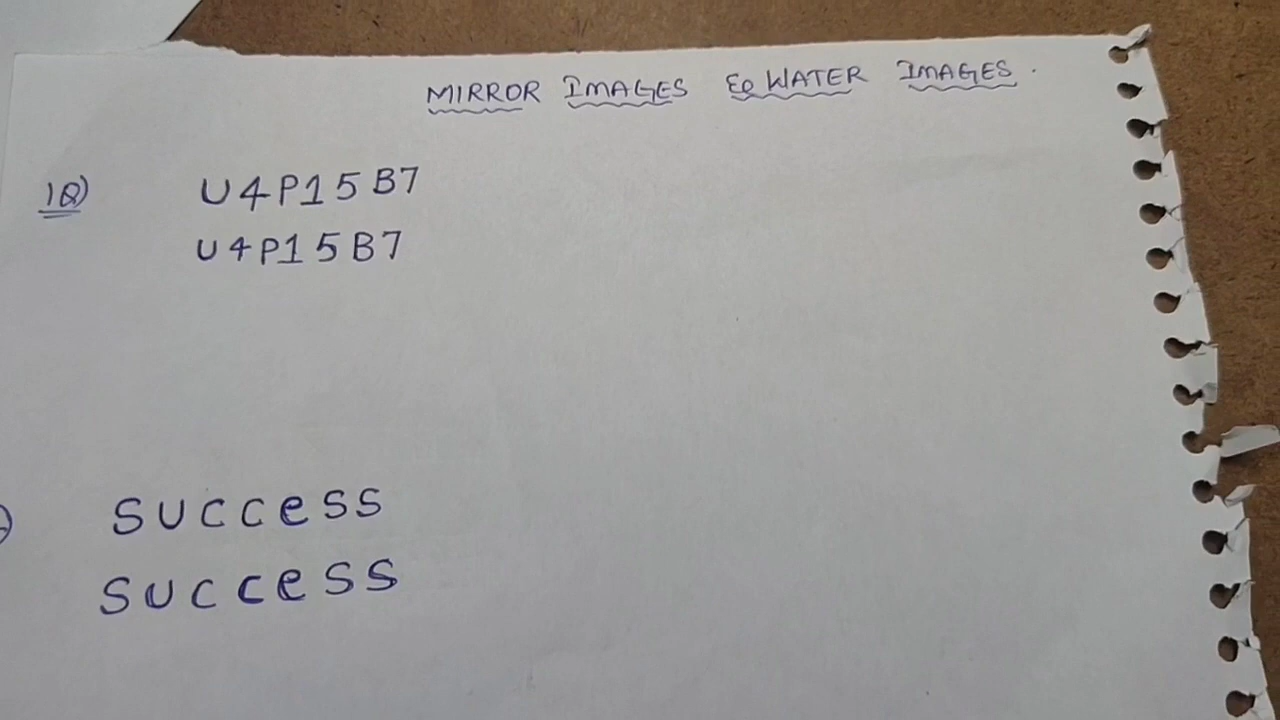 MIRROR IMAGES & WATER IMAGES.
1Q) U4P15B7
U4P15B7
success
success